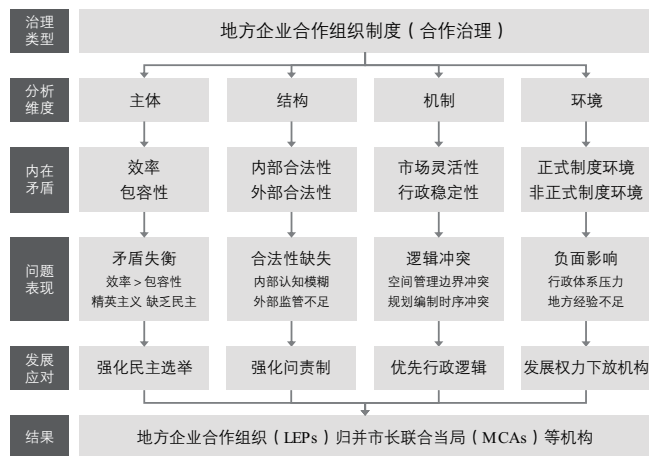 治理
类型
地方企业合作组织制度（合作治理）
分析
维度
主体
结构
机制
环境
内在
矛盾
效率
包容性
内部合法性
外部合法性
市场灵活性
行政稳定性
正式制度环境
非正式制度环境
问题
表现
矛盾失衡
效率＞包容性
精英主义 缺乏民主
合法性缺失
内部认知模糊
外部监管不足
逻辑冲突
空间管理边界冲突
规划编制时序冲突
负面影响
行政体系压力
地方经验不足
发展
应对
强化民主选举
强化问责制
优先行政逻辑
发展权力下放机构
结果
地方企业合作组织（LEPs）归并市长联合当局（MCAs）等机构